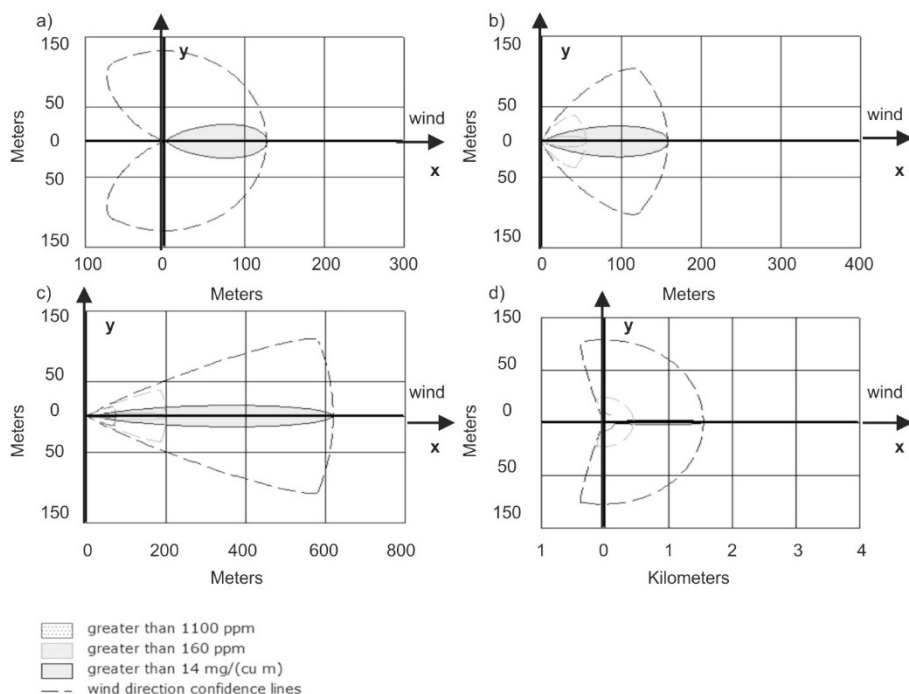 a)
150
y
50
Meters
0
wind
50
x
150
100 0 100 200 300
Meters
b)
150
y
50
Meters
0
wind
50
x
150
0 100 200 300 400
Meters
c)
150
y
50
Meters
0
wind
50
x
150
0 200 400 600 800
Meters
d)
150
y
50
Meters
0
wind
50
x
150
1 0 1 2 3 4
Kilometers
greater than 1100 ppm
greater than 160 ppm
greater than 14 mg/(cu m)
wind direction confidence lines